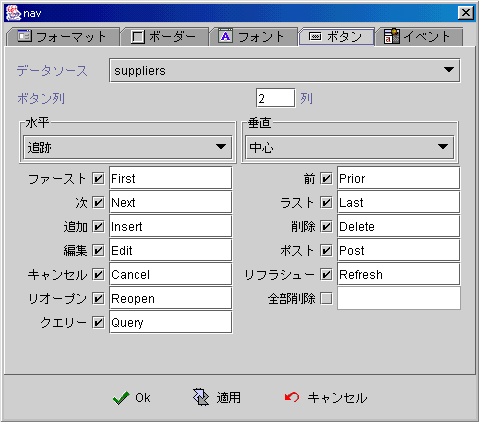 nav
フォーマット ボーダー フォント ボタン イベント
データソース suppliers
ボタン列 2 列
水平 垂直
追跡 中心
ファースト First 前 Prior
次 Next ラスト Last
追加 Insert 削除 Delete
編集 Edit ポスト Post
キャンセル Cancel リフラシュー Refresh
リオープン Reopen 全部削除
クエリー Query
Ok 適用 キャンセル